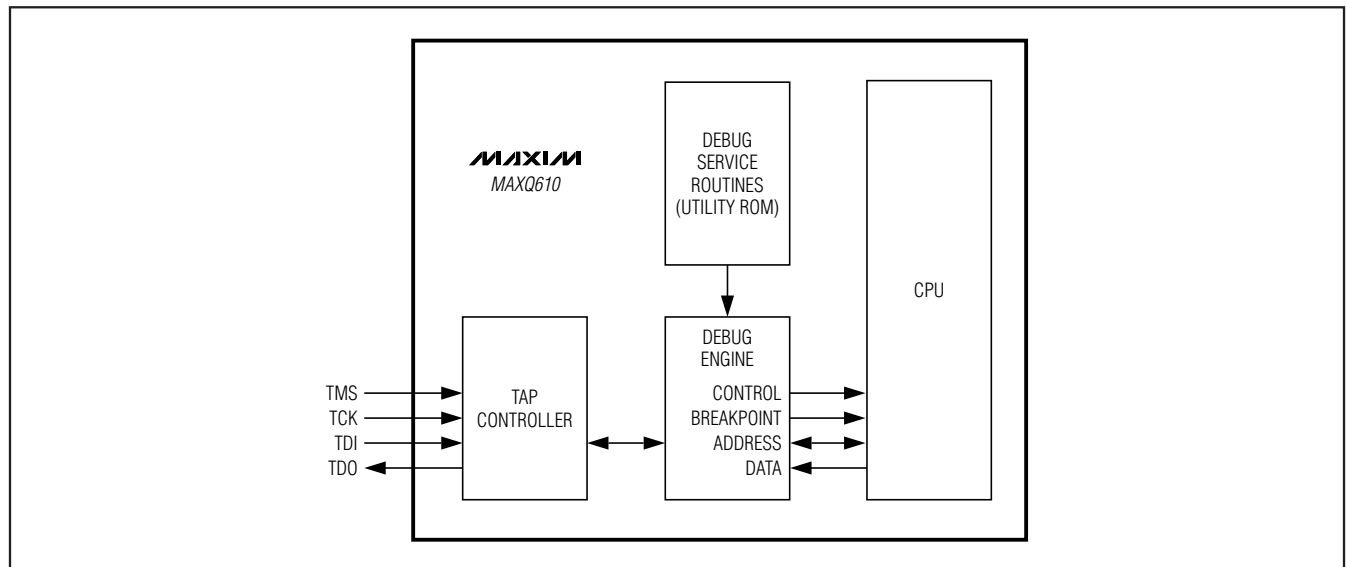 MAXIM
MAXQ610
DEBUG
SERVICE
ROUTINES
(UTILITY ROM)
CPU
TMS
TCK
TDI
TDO
TAP
CONTROLLER
DEBUG
ENGINE
CONTROL
BREAKPOINT
ADDRESS
DATA